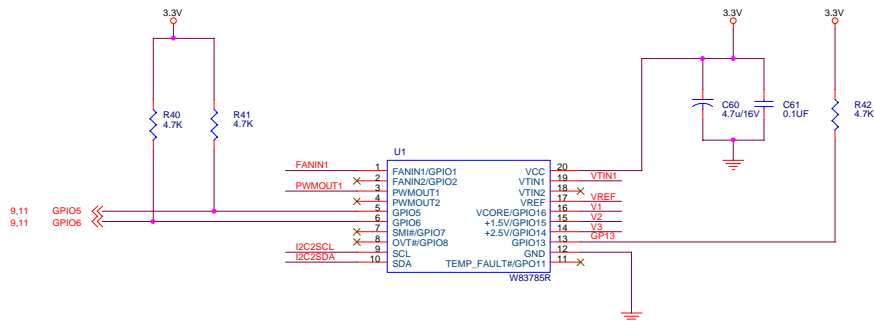 3.3V
3.3V
3.3V
R40
4.7K
R41
4.7K
C60
4.7u/16V
C61
0.1UF
R42
4.7K
U1
FANIN1 1 FANIN1/GPIO1 VCC 20
2 FANIN2/GPIO2 VTIN1 19 VTIN1
PWMOUT1 3 PWMOUT1 VTIN2 18
4 PWMOUT2 VREF 17 VREF
9,11 GPIO5 5 GPIO5 VCORE/GPIO16 16 V1
9,11 GPIO6 6 GPIO6 +1.5V/GPIO15 15 V2
7 SMI#/GPIO7 +2.5V/GPIO14 14 V3
8 OVT#/GPIO8 GPIO13 13 GP13
I2C2SCL 9 SCL GND 12
I2C2SDA 10 SDA TEMP_FAULT#/GPO11 11
W83785R